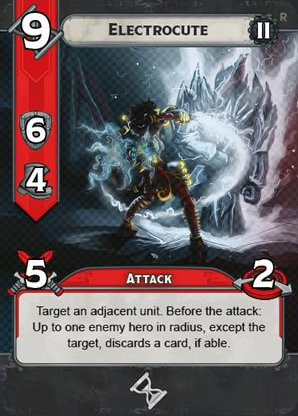 9
ELECTROCUTE
II
R
6
4
5
ATTACK
2
Target an adjacent unit. Before the attack:
Up to one enemy hero in radius, except the
target, discards a card, if able.